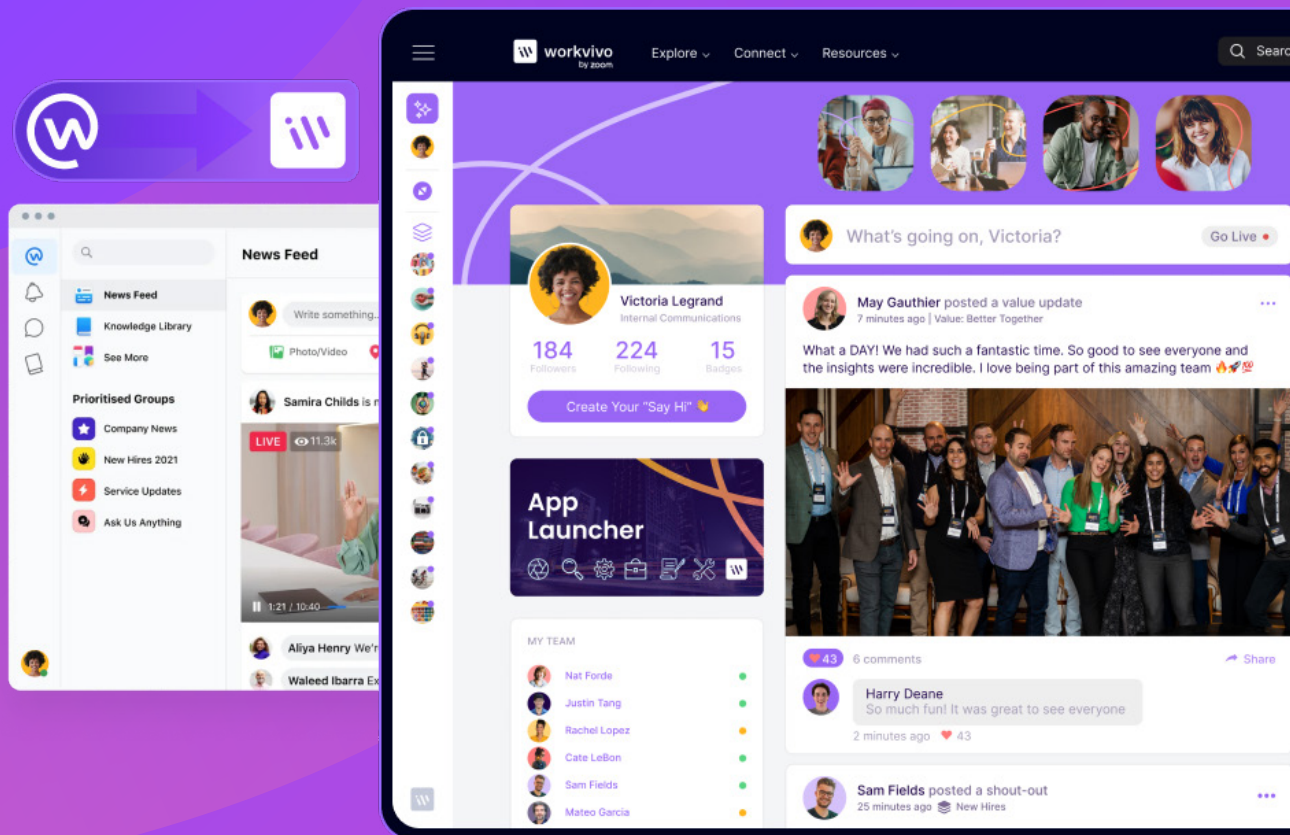 workvivo
by zoom
Explore
Connect
Resources
News Feed
News Feed
Knowledge Library
See More
Prioritised Groups
Company News
New Hires 2021
Service Updates
Ask Us Anything
Write something..
Photo/Video
Samira Childs is
LIVE 11.3k
1:21 / 10:40
Aliya Henry We'r
Waleed Ibarra Ex
Victoria Legrand
Internal Communications
184 224 15
Followers Following Badges
Create Your "Say Hi" 👋
App
Launcher
MY TEAM
Nat Forde
Justin Tang
Rachel Lopez
Cate LeBon
Sam Fields
Mateo Garcia
What's going on, Victoria?
Go Live
May Gauthier posted a value update
7 minutes ago | Value: Better Together
What a DAY! We had such a fantastic time. So good to see everyone and
the insights were incredible. I love being part of this amazing team 🔥🚀💯
43 6 comments
Share
Harry Deane
So much fun! It was great to see everyone
2 minutes ago 43
Sam Fields posted a shout-out
25 minutes ago New Hires